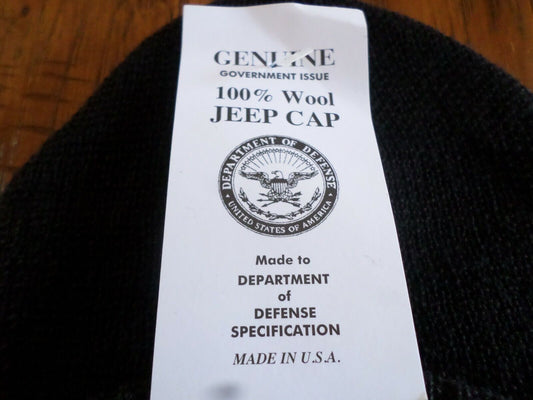 GENUINE
GOVERNMENT ISSUE
100% Wool
JEEP CAP
DEPARTMENT OF DEFENSE
UNITED STATES OF AMERICA
Made to
DEPARTMENT
of
DEFENSE
SPECIFICATION
MADE IN U.S.A.